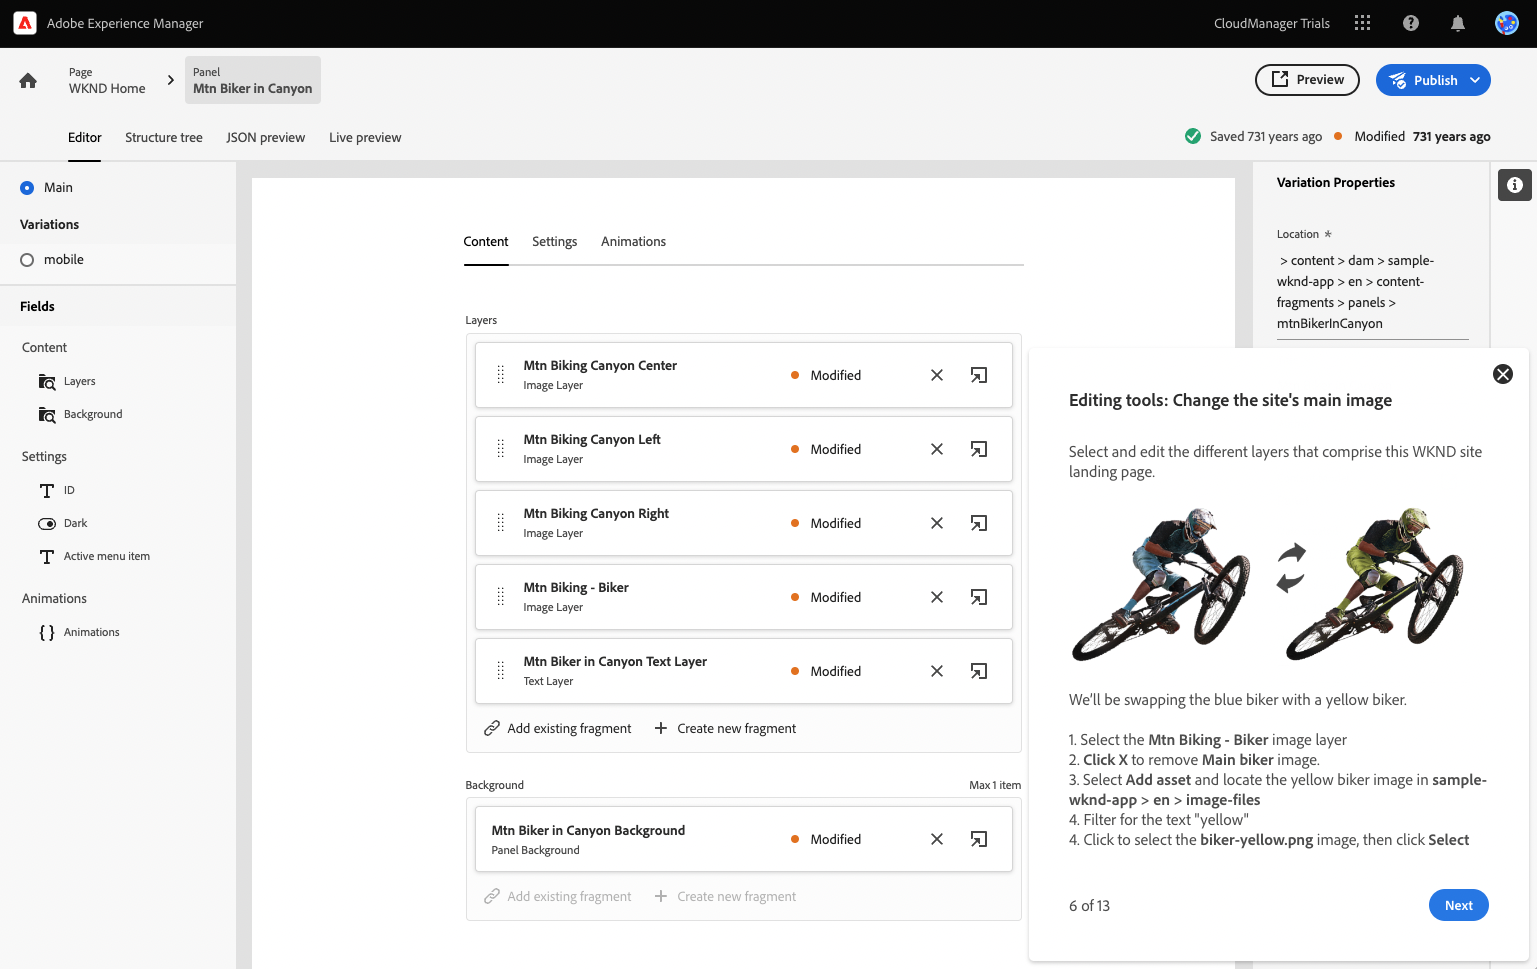 Adobe Experience Manager
CloudManager Trials
Page
WKND Home
Panel
Mtn Biker in Canyon
Preview
Publish
Editor
Structure tree
JSON preview
Live preview
Saved 731 years ago
Modified 731 years ago
Main
Variations
mobile
Fields
Content
Layers
Background
Settings
ID
Dark
Active menu item
Animations
Animations
Content
Settings
Animations
Layers
Mtn Biking Canyon Center
Image Layer
Modified
Mtn Biking Canyon Left
Image Layer
Modified
Mtn Biking Canyon Right
Image Layer
Modified
Mtn Biking - Biker
Image Layer
Modified
Mtn Biker in Canyon Text Layer
Text Layer
Modified
Add existing fragment
Create new fragment
Background
Max 1 item
Mtn Biker in Canyon Background
Panel Background
Modified
Add existing fragment
Create new fragment
Variation Properties
Location *
> content > dam > sample-
wknd-app > en > content-
fragments > panels >
mtnBikerInCanyon
Editing tools: Change the site's main image
Select and edit the different layers that comprise this WKND site
landing page.
We'll be swapping the blue biker with a yellow biker.
1. Select the Mtn Biking - Biker image layer
2. Click X to remove Main biker image.
3. Select Add asset and locate the yellow biker image in sample-
wknd-app > en > image-files
4. Filter for the text "yellow"
4. Click to select the biker-yellow.png image, then click Select
6 of 13
Next